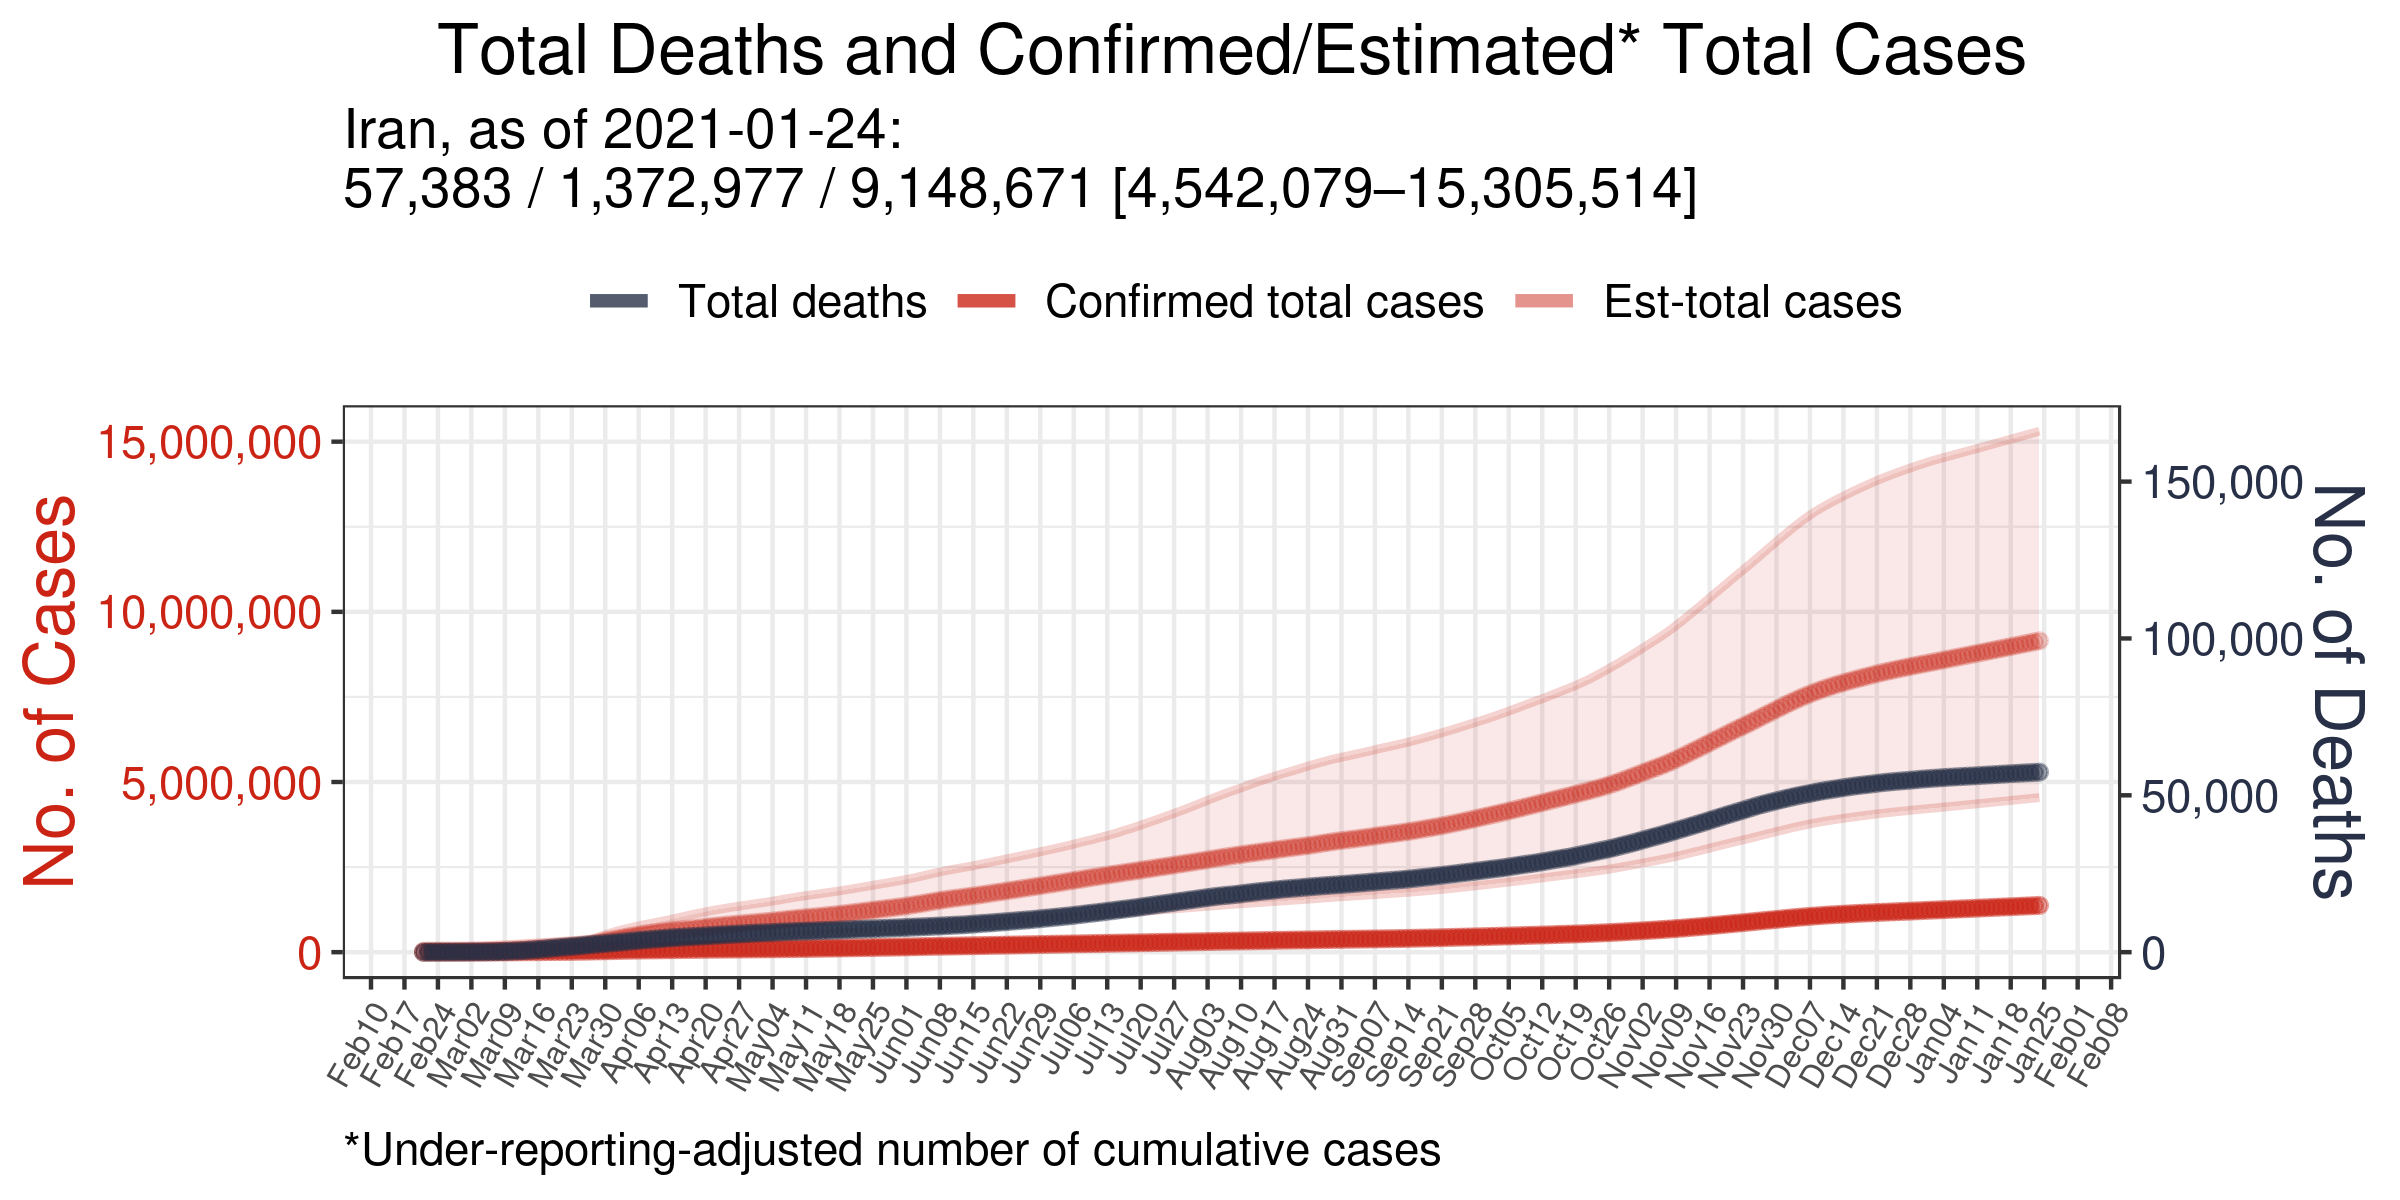 Total Deaths and Confirmed/Estimated* Total Cases
Iran, as of 2021-01-24:
57,383 / 1,372,977 / 9,148,671 [4,542,079–15,305,514]
Total deaths
Confirmed total cases
Est-total cases
No. of Cases
15,000,000
10,000,000
5,000,000
0
150,000
100,000
50,000
0
No. of Deaths
Feb10
Feb17
Feb24
Mar02
Mar09
Mar16
Mar23
Mar30
Apr06
Apr13
Apr20
Apr27
May04
May11
May18
May25
Jun01
Jun08
Jun15
Jun22
Jun29
Jul06
Jul13
Jul20
Jul27
Aug03
Aug10
Aug17
Aug24
Aug31
Sep07
Sep14
Sep21
Sep28
Oct05
Oct12
Oct19
Oct26
Nov02
Nov09
Nov16
Nov23
Nov30
Dec07
Dec14
Dec21
Dec28
Jan04
Jan11
Jan18
Jan25
Feb01
Feb08
*Under-reporting-adjusted number of cumulative cases